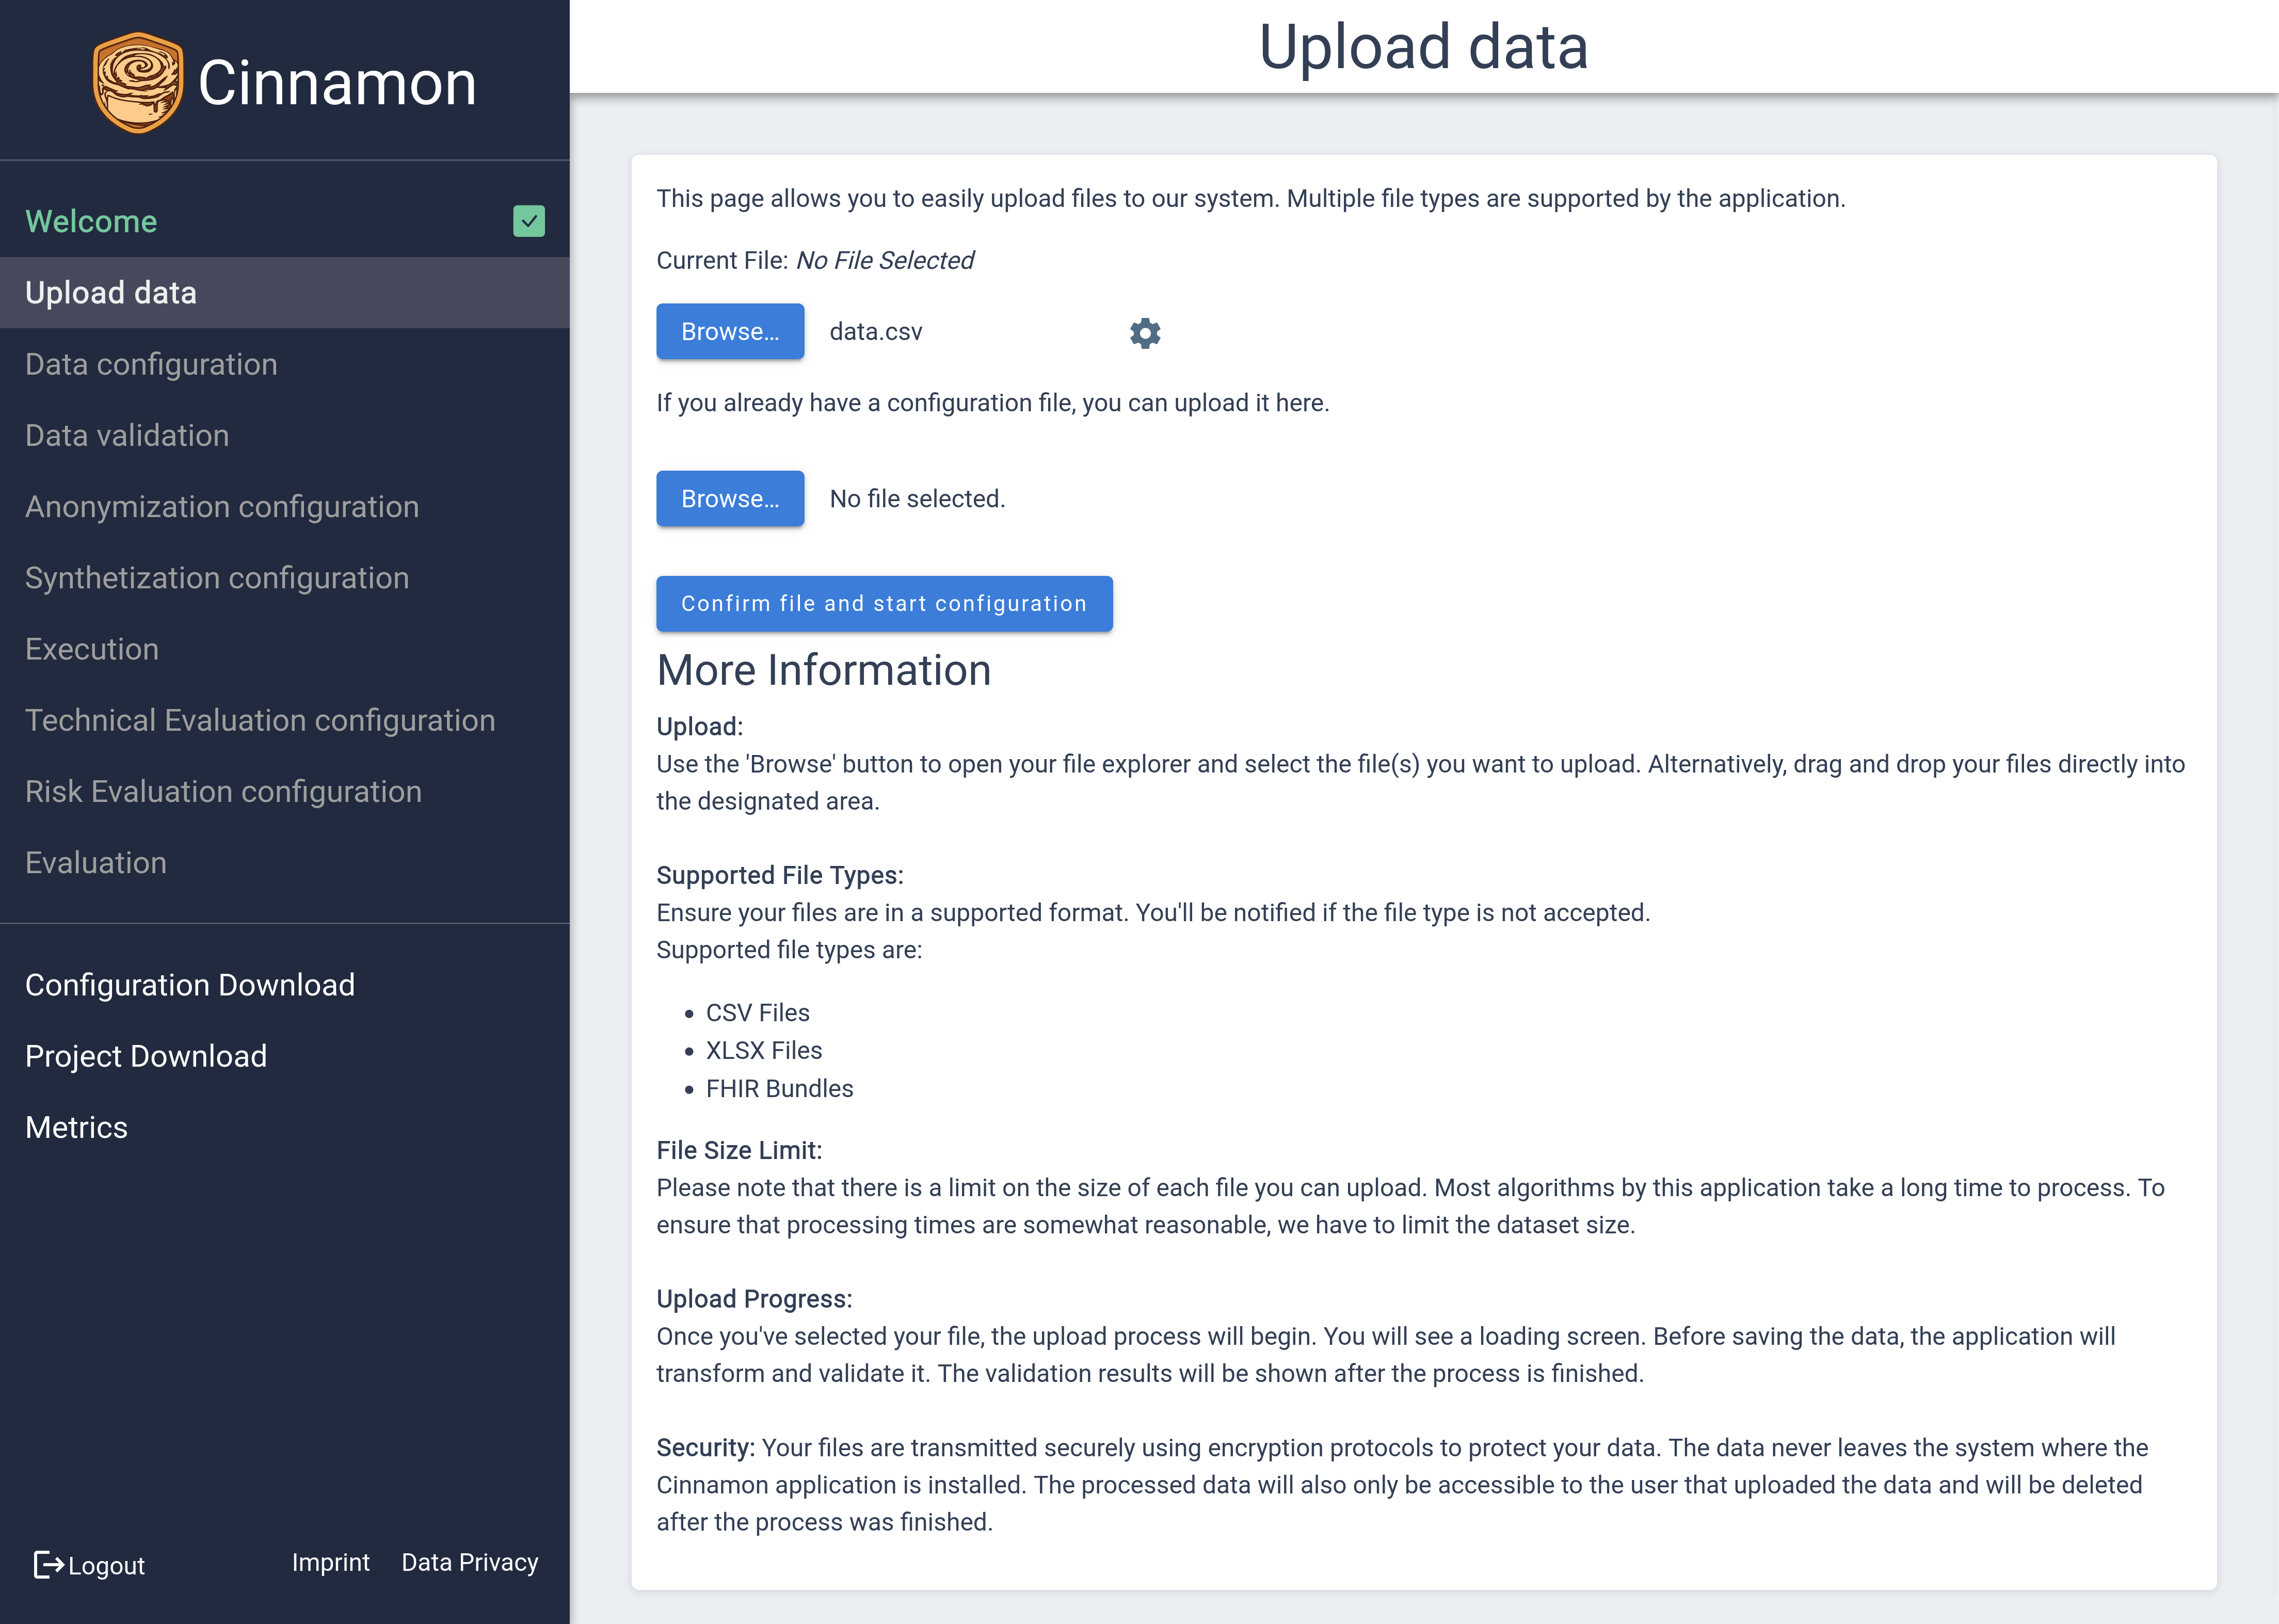 Cinnamon
Welcome
Upload data
Data configuration
Data validation
Anonymization configuration
Synthetization configuration
Execution
Technical Evaluation configuration
Risk Evaluation configuration
Evaluation
Configuration Download
Project Download
Metrics
Logout
Imprint
Data Privacy
Upload data
This page allows you to easily upload files to our system. Multiple file types are supported by the application.
Current File: No File Selected
Browse... data.csv
If you already have a configuration file, you can upload it here.
Browse... No file selected.
Confirm file and start configuration
More Information
Upload:
Use the 'Browse' button to open your file explorer and select the file(s) you want to upload. Alternatively, drag and drop your files directly into
the designated area.
Supported File Types:
Ensure your files are in a supported format. You'll be notified if the file type is not accepted.
Supported file types are:
• CSV Files
• XLSX Files
• FHIR Bundles
File Size Limit:
Please note that there is a limit on the size of each file you can upload. Most algorithms by this application take a long time to process. To
ensure that processing times are somewhat reasonable, we have to limit the dataset size.
Upload Progress:
Once you've selected your file, the upload process will begin. You will see a loading screen. Before saving the data, the application will
transform and validate it. The validation results will be shown after the process is finished.
Security: Your files are transmitted securely using encryption protocols to protect your data. The data never leaves the system where the
Cinnamon application is installed. The processed data will also only be accessible to the user that uploaded the data and will be deleted
after the process was finished.